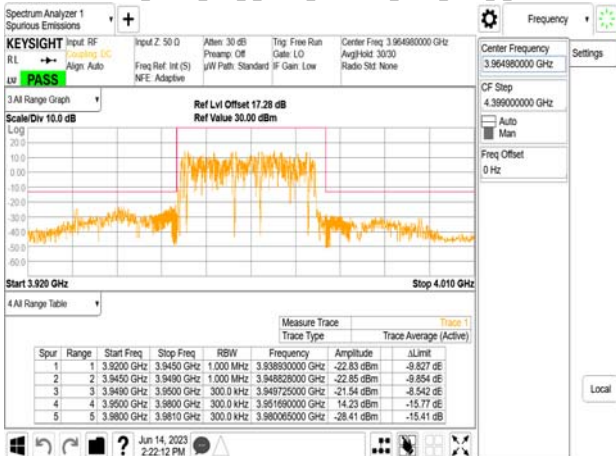 Spectrum Analyzer 1
Spurious Emissions
+
Frequency
KEYSIGHT
RL
LV PASS
Input: RF
Coupling: DC
Align: Auto
Input Z: 50 Ω
Freq Ref: Int (S)
NFE: Adaptive
Atten: 30 dB
Preamp: Off
µW Path: Standard
Trig: Free Run
Gate: LO
IF Gain: Low
Center Freq: 3.964980000 GHz
Avg|Hold: 30/30
Radio Std: None
Center Frequency
3.964980000 GHz
Settings
CF Step
4.399000000 GHz
Auto
Man
Freq Offset
0 Hz
Local
3 All Range Graph
Scale/Div 10.0 dB
Ref Lvl Offset 17.28 dB
Ref Value 30.00 dBm
Log
20.0
10.0
0.00
-10.0
-20.0
-30.0
-40.0
-50.0
-60.0
Start 3.920 GHz
Stop 4.010 GHz
4 All Range Table
Measure Trace Trace 1
Trace Type Trace Average (Active)
Spur Range Start Freq Stop Freq RBW Frequency Amplitude ΔLimit
1 1 3.9200 GHz 3.9450 GHz 1.000 MHz 3.938930000 GHz -22.83 dBm -9.827 dB
2 2 3.9450 GHz 3.9490 GHz 1.000 MHz 3.948828000 GHz -22.85 dBm -9.854 dB
3 3 3.9490 GHz 3.9500 GHz 300.0 kHz 3.949725000 GHz -21.54 dBm -8.542 dB
4 4 3.9500 GHz 3.9800 GHz 300.0 kHz 3.951690000 GHz 14.23 dBm -15.77 dB
5 5 3.9800 GHz 3.9810 GHz 300.0 kHz 3.980065000 GHz -28.41 dBm -15.41 dB
?
Jun 14, 2023
2:22:12 PM